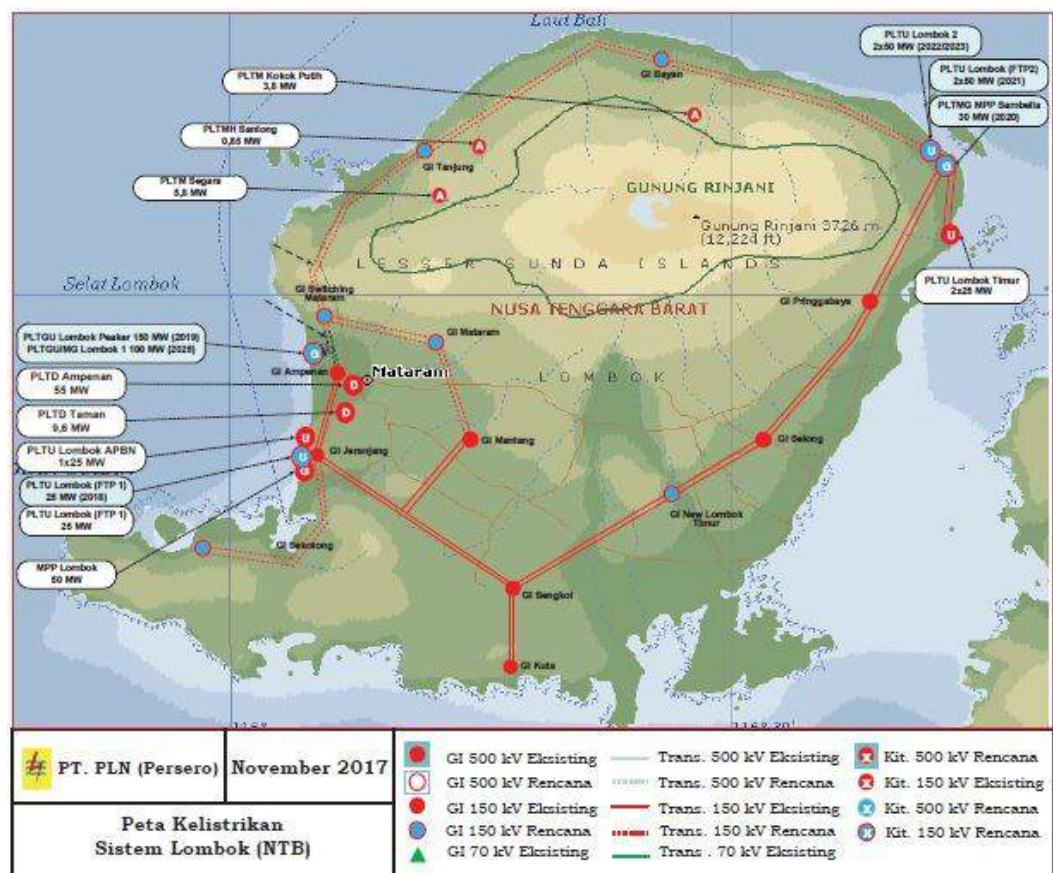 Laut Bali
PLTU Lombok 2
2x50 MW (2022/2023)
PLTU Lombok (FTP2)
2x50 MW (2021)
PLTMG MPP Sambelia
30 MW (2020)
GI Bayan
PLTM Kokok Putih
3,8 MW
PLTMH Santong
0,85 MW
A
A
GI Tanjung
U
G
PLTM Segara
5,8 MW
A
GUNUNG RINJANI
Gunung Rinjani 3726 m
(12,224 ft)
U
LESSER SUNDA ISLANDS
Selat Lombok
PLTU Lombok Timur
2x25 MW
GI Switching
Mataram
NUSA TENGGARA BARAT
GI Pringgabaya
PLTGU Lombok Peaker 150 MW (2019)
PLTGU/MG Lombok 1 100 MW (2025)
G
GI Mataram
GI Ampenan
Mataram
LOMBOK
PLTD Ampenan
55 MW
D
PLTD Taman
9,6 MW
D
U
GI Mantang
GI Selong
PLTU Lombok APBN
1x25 MW
U
GI Jeranjang
G
PLTU Lombok (FTP 1)
25 MW (2018)
GI New Lombok
Timur
PLTU Lombok (FTP 1)
25 MW
GI Sekotong
MPP Lombok
50 MW
GI Sengkol
GI Kuta
116
116 30'
PT. PLN (Persero)
November 2017
Peta Kelistrikan
Sistem Lombok (NTB)
GI 500 kV Eksisting
GI 500 kV Rencana
GI 150 kV Eksisting
GI 150 kV Rencana
GI 70 kV Eksisting
Trans. 500 kV Eksisting
Trans. 500 kV Rencana
Trans. 150 kV Eksisting
Trans. 150 kV Rencana
Trans . 70 kV Eksisting
X Kit. 500 kV Rencana
X Kit. 150 kV Eksisting
X Kit. 500 kV Rencana
X Kit. 150 kV Rencana